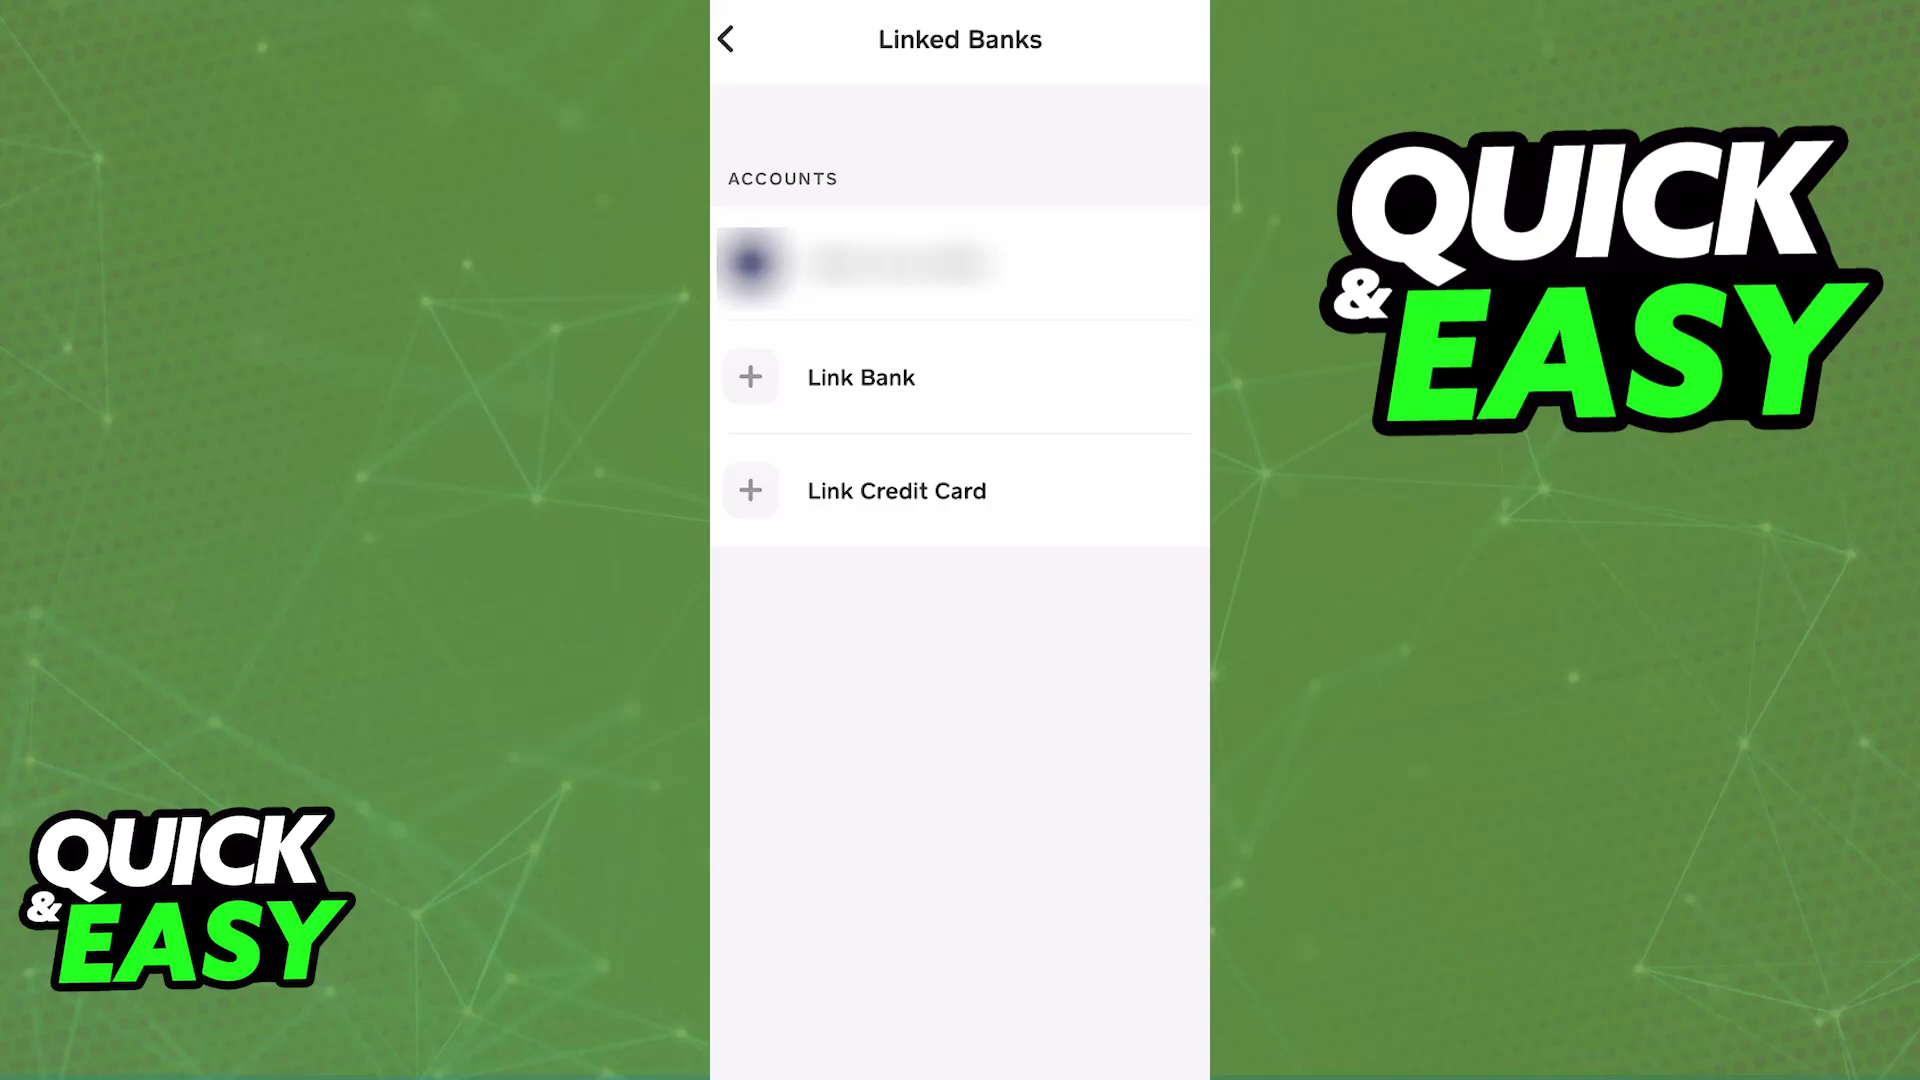 Linked Banks
ACCOUNTS
Link Bank
Link Credit Card
QUICK
& EASY
QUICK
& EASY